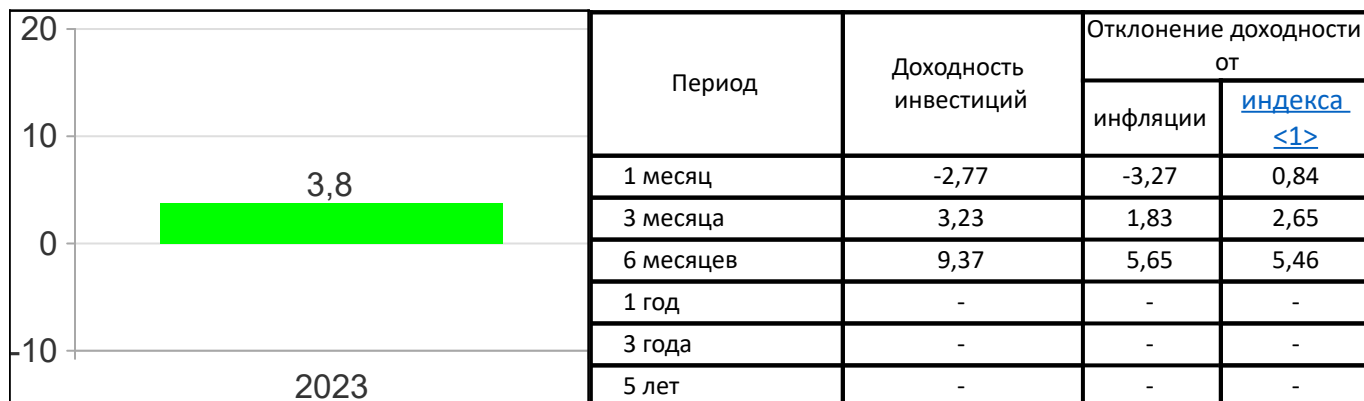 20
10
0
-10
3,8
2023
Период
Доходность
инвестиций
Отклонение доходности
от
инфляции
индекса
<1>
1 месяц -2,77 -3,27 0,84
3 месяца 3,23 1,83 2,65
6 месяцев 9,37 5,65 5,46
1 год - - -
3 года - - -
5 лет - - -